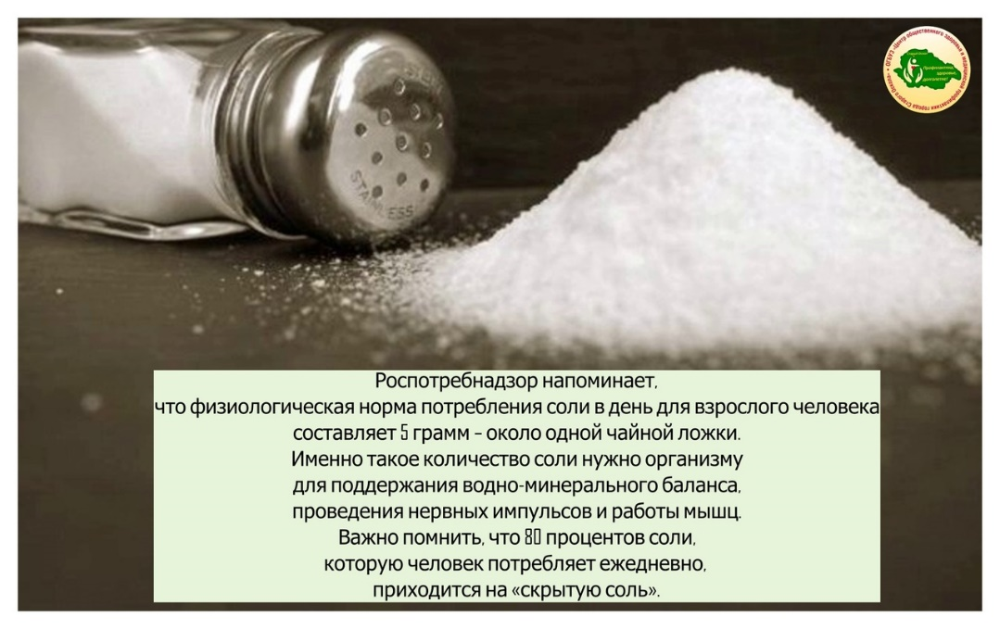 STAINLESS
Профилактика,
здоровье,
долголетие!
Роспотребнадзор напоминает,
что физиологическая норма потребления соли в день для взрослого человека
составляет 5 грамм – около одной чайной ложки.
Именно такое количество соли нужно организму
для поддержания водно-минерального баланса,
проведения нервных импульсов и работы мышц.
Важно помнить, что 80 процентов соли,
которую человек потребляет ежедневно,
приходится на «скрытую соль».